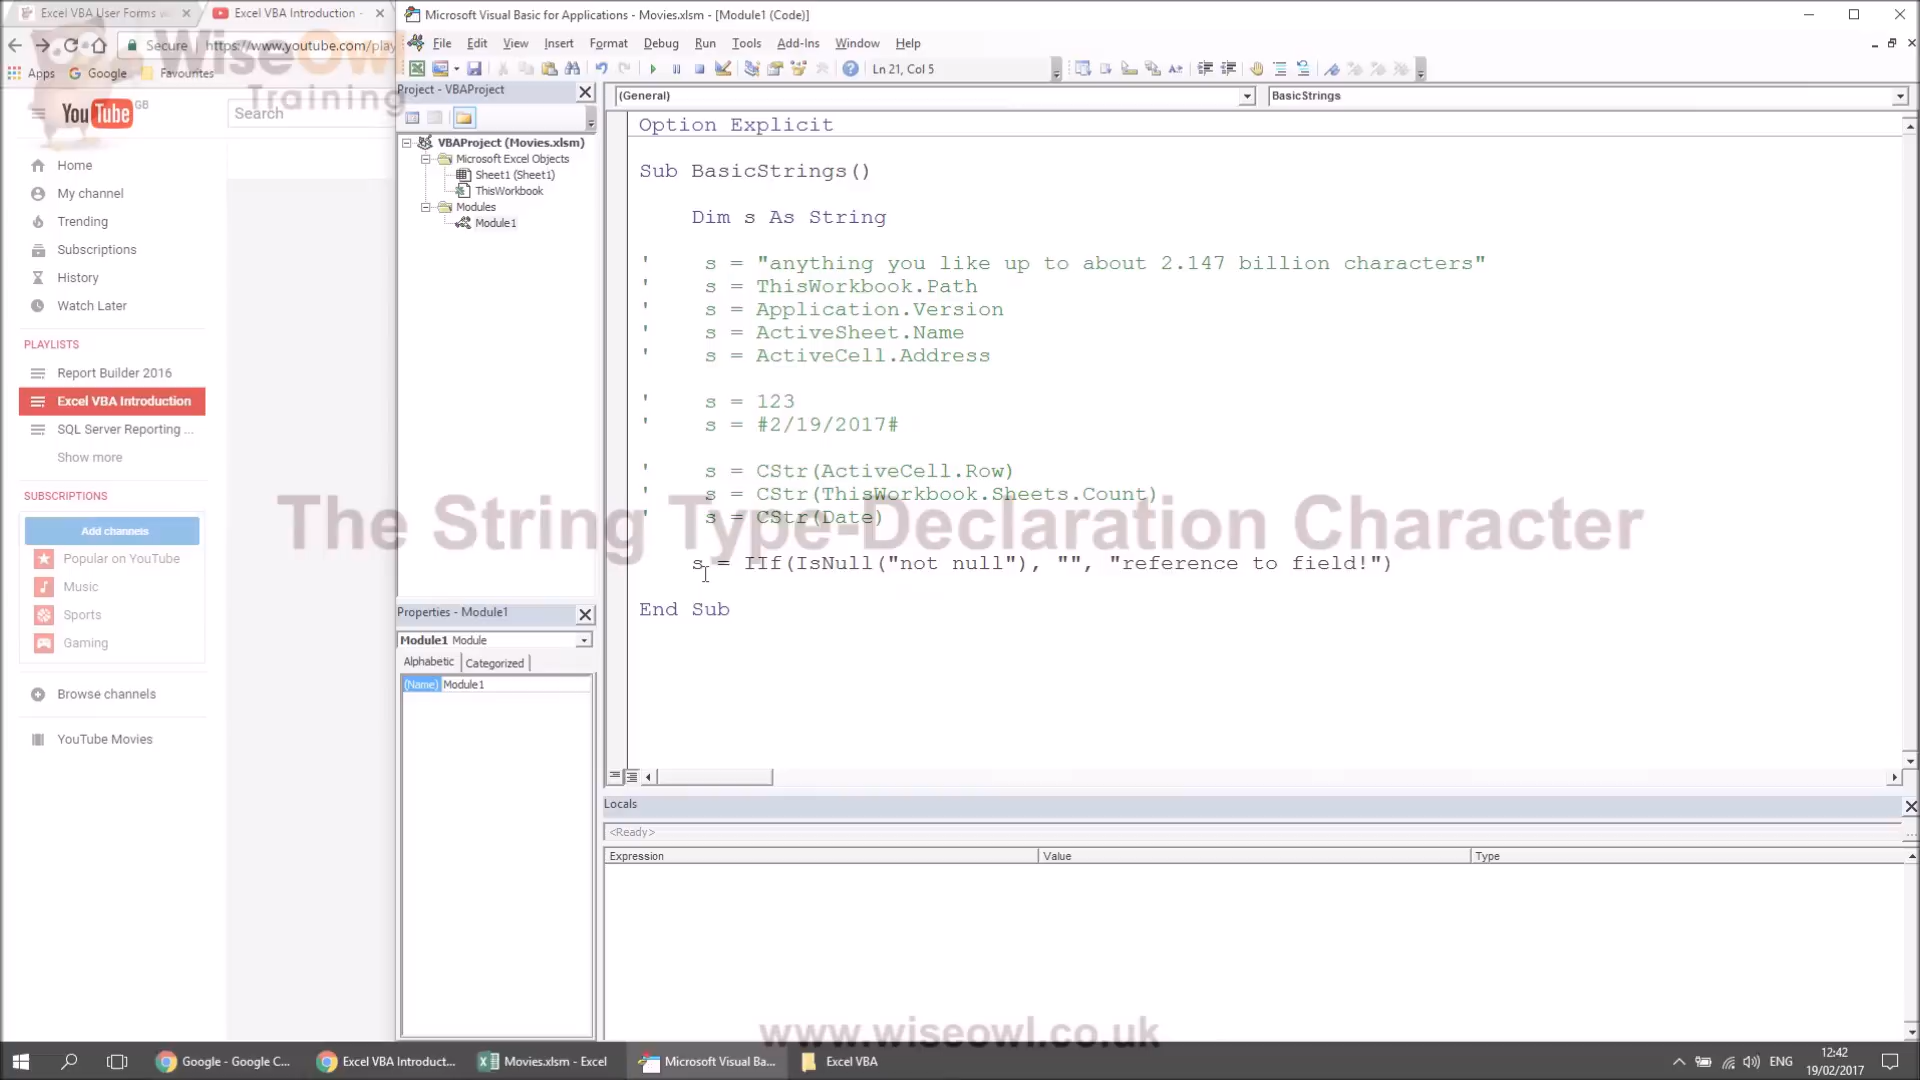 Excel VBA User Forms w
Excel VBA Introduction -
Secure
https://www.youtube.com/play
Apps
Google
Favourites
WiseOwl
Training
YouTube
GB
Search
Home
My channel
Trending
Subscriptions
History
Watch Later
PLAYLISTS
Report Builder 2016
Excel VBA Introduction
SQL Server Reporting ...
Show more
SUBSCRIPTIONS
Add channels
Popular on YouTube
Music
Sports
Gaming
Browse channels
YouTube Movies
Microsoft Visual Basic for Applications - Movies.xlsm - [Module1 (Code)]
File Edit View Insert Format Debug Run Tools Add-Ins Window Help
Ln 21, Col 5
Project - VBAProject
VBAProject (Movies.xlsm)
Microsoft Excel Objects
Sheet1 (Sheet1)
ThisWorkbook
Modules
Module1
Properties - Module1
Module1 Module
Alphabetic Categorized
(Name) Module1
(General)
BasicStrings
Option Explicit
Sub BasicStrings()
Dim s As String
' s = "anything you like up to about 2.147 billion characters"
' s = ThisWorkbook.Path
' s = Application.Version
' s = ActiveSheet.Name
' s = ActiveCell.Address
' s = 123
' s = #2/19/2017#
' s = CStr(ActiveCell.Row)
' s = CStr(ThisWorkbook.Sheets.Count)
' s = CStr(Date)
The String Type-Declaration Character
s = IIf(IsNull("not null"), "", "reference to field!")
End Sub
Locals
<Ready>
Expression Value Type
www.wiseowl.co.uk
Google - Google C...
Excel VBA Introduct...
Movies.xlsm - Excel
Microsoft Visual Ba...
Excel VBA
ENG
12:42
19/02/2017